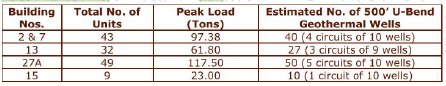 Building Nos. Total No. of Units Peak Load (Tons) Estimated No. of 500' U-Bend Geothermal Wells
2 & 7 43 97.38 40 (4 circuits of 10 wells)
13 32 61.80 27 (3 circuits of 9 wells)
27A 49 117.50 50 (5 circuits of 10 wells)
15 9 23.00 10 (1 circuit of 10 wells)